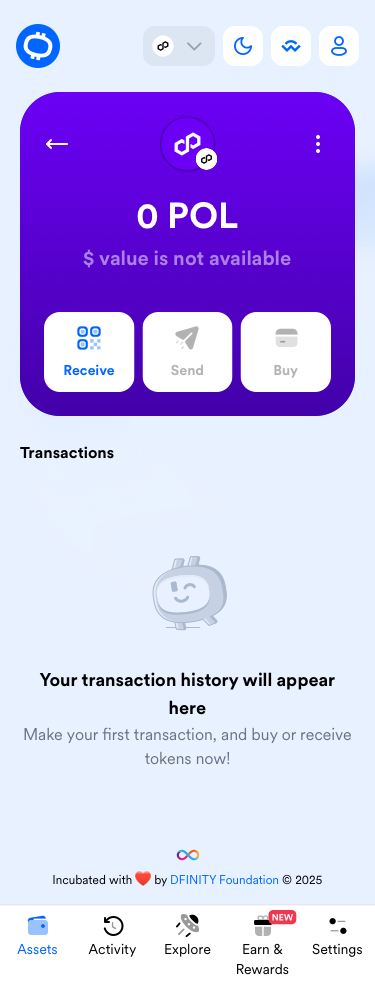 0 POL
$ value is not available
Receive
Send
Buy
Transactions
Your transaction history will appear
here
Make your first transaction, and buy or receive
tokens now!
Incubated with ❤️ by DFINITY Foundation © 2025
NEW
Assets
Activity
Explore
Earn &
Rewards
Settings